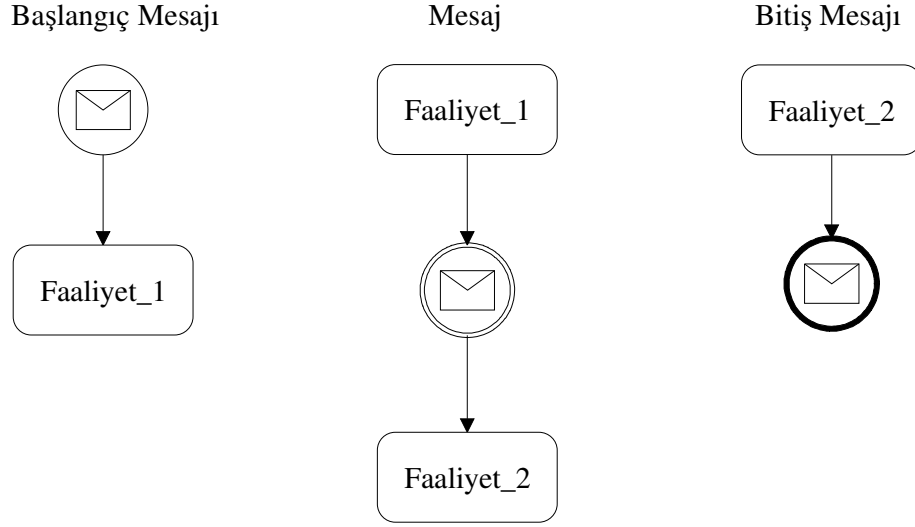 Başlangıç Mesajı
Mesaj
Bitiş Mesajı
Faaliyet_1
Faaliyet_1
Faaliyet_2
Faaliyet_2